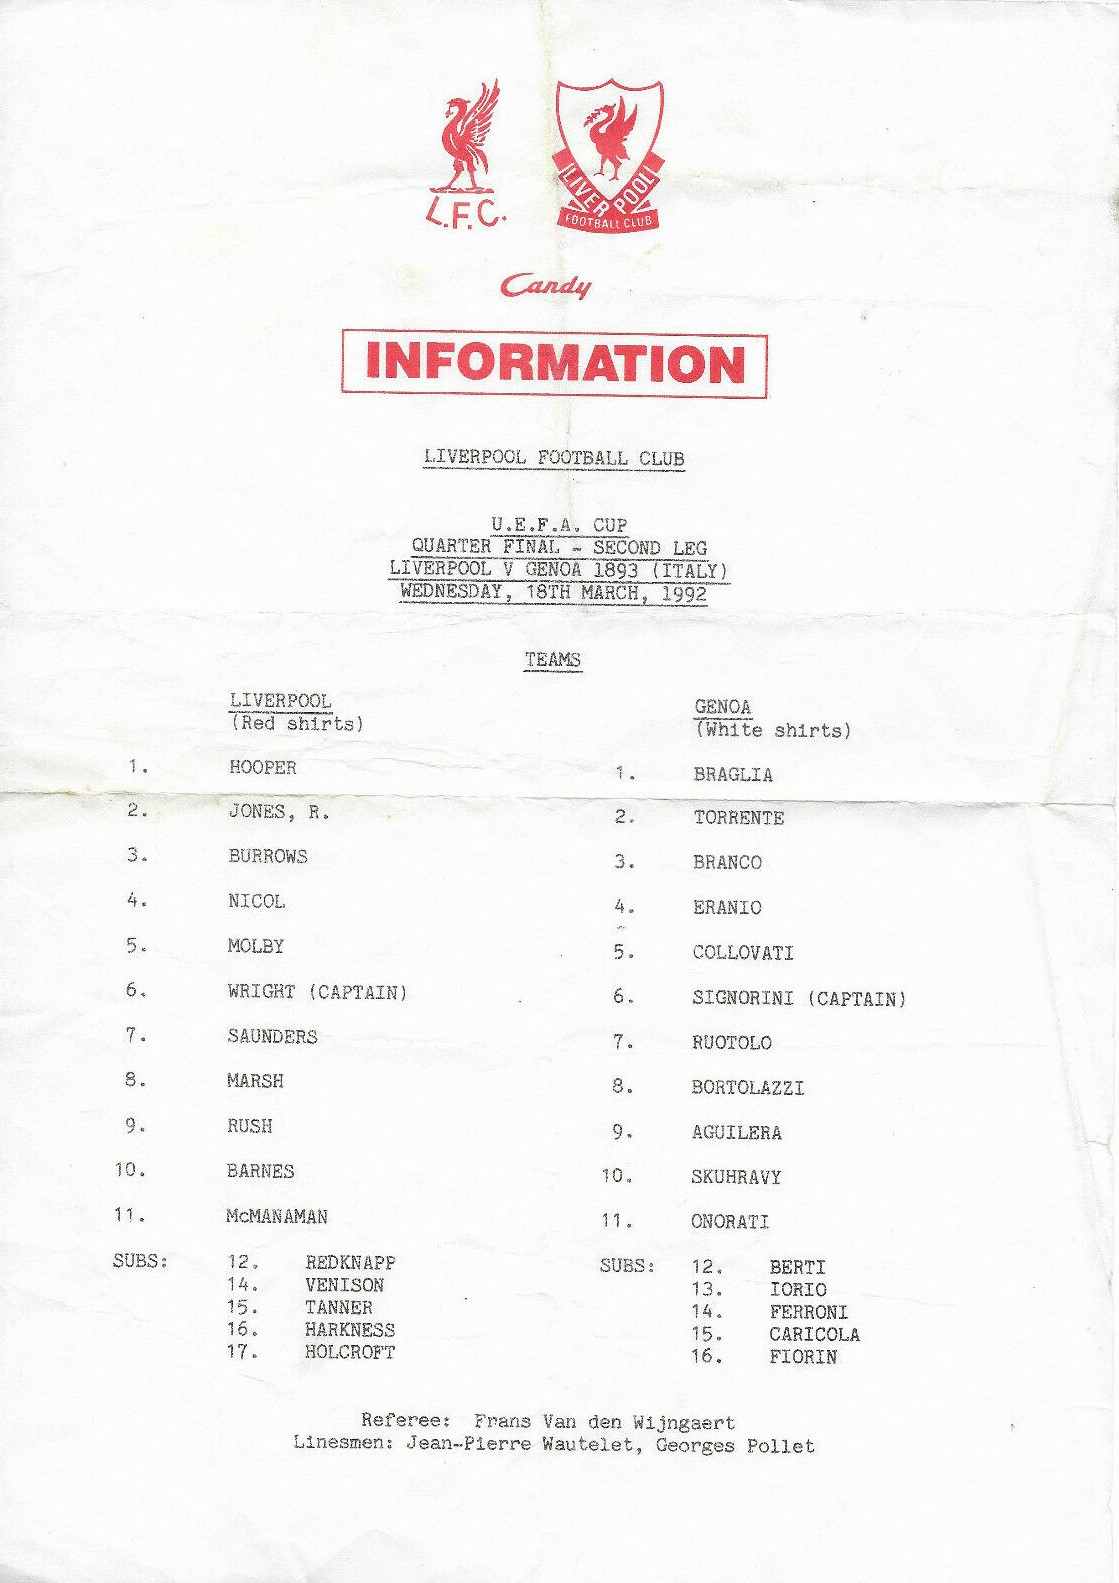 L.F.C.
LIVERPOOL
FOOTBALL CLUB
Candy
INFORMATION
LIVERPOOL FOOTBALL CLUB
U.E.F.A. CUP
QUARTER FINAL - SECOND LEG
LIVERPOOL V GENOA 1893 (ITALY)
WEDNESDAY, 18TH MARCH, 1992
TEAMS
LIVERPOOL
(Red shirts)
1. HOOPER
2. JONES, R.
3. BURROWS
4. NICOL
5. MOLBY
6. WRIGHT (CAPTAIN)
7. SAUNDERS
8. MARSH
9. RUSH
10. BARNES
11. McMANAMAN
SUBS: 12. REDKNAPP
14. VENISON
15. TANNER
16. HARKNESS
17. HOLCROFT
GENOA
(White shirts)
1. BRAGLIA
2. TORRENTE
3. BRANCO
4. ERANIO
5. COLLOVATI
6. SIGNORINI (CAPTAIN)
7. RUOTOLO
8. BORTOLAZZI
9. AGUILERA
10. SKUHRAVY
11. ONORATI
SUBS: 12. BERTI
13. IORIO
14. FERRONI
15. CARICOLA
16. FIORIN
Referee: Frans Van den Wijngaert
Linesmen: Jean-Pierre Wautelet, Georges Pollet